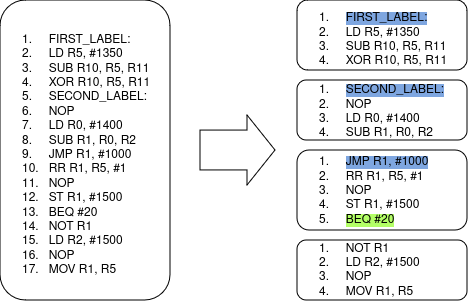 1. FIRST_LABEL:
2. LD R5, #1350
3. SUB R10, R5, R11
4. XOR R10, R5, R11
5. SECOND_LABEL:
6. NOP
7. LD R0, #1400
8. SUB R1, R0, R2
9. JMP R1, #1000
10. RR R1, R5, #1
11. NOP
12. ST R1, #1500
13. BEQ #20
14. NOT R1
15. LD R2, #1500
16. NOP
17. MOV R1, R5
1. FIRST_LABEL:
2. LD R5, #1350
3. SUB R10, R5, R11
4. XOR R10, R5, R11
1. SECOND_LABEL:
2. NOP
3. LD R0, #1400
4. SUB R1, R0, R2
1. JMP R1, #1000
2. RR R1, R5, #1
3. NOP
4. ST R1, #1500
5. BEQ #20
1. NOT R1
2. LD R2, #1500
3. NOP
4. MOV R1, R5